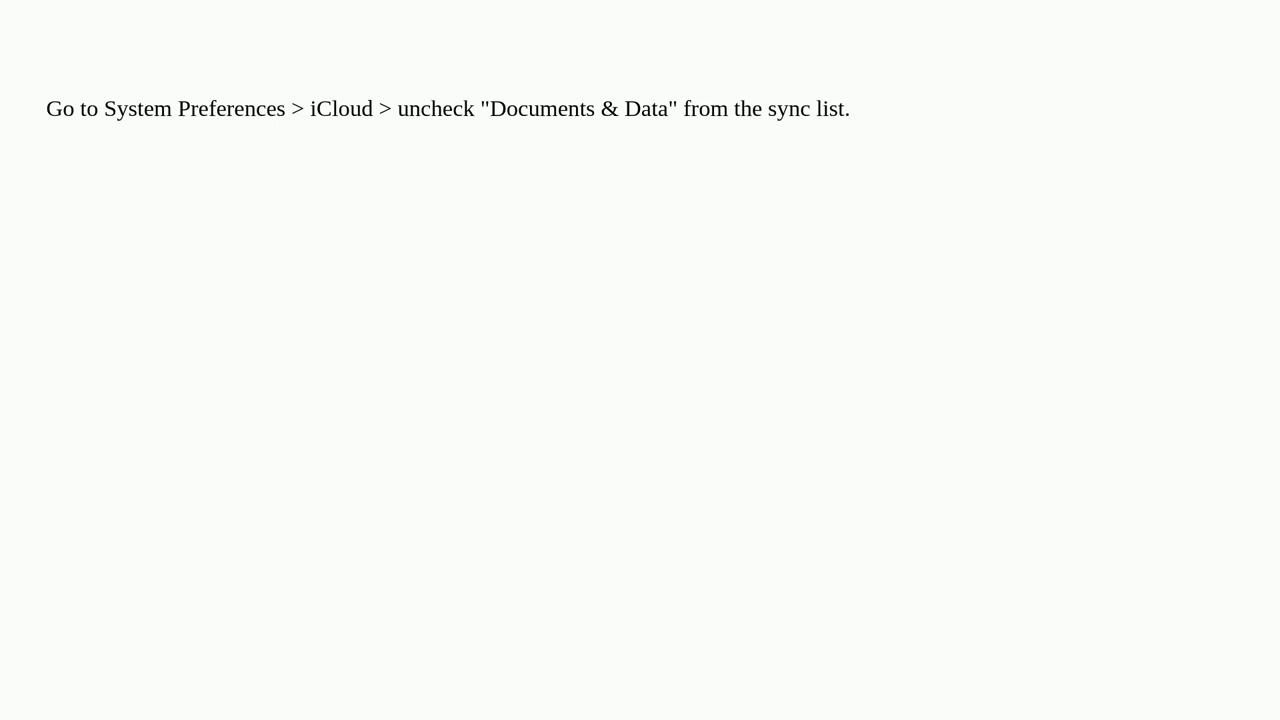 Go to System Preferences > iCloud > uncheck "Documents & Data" from the sync list.